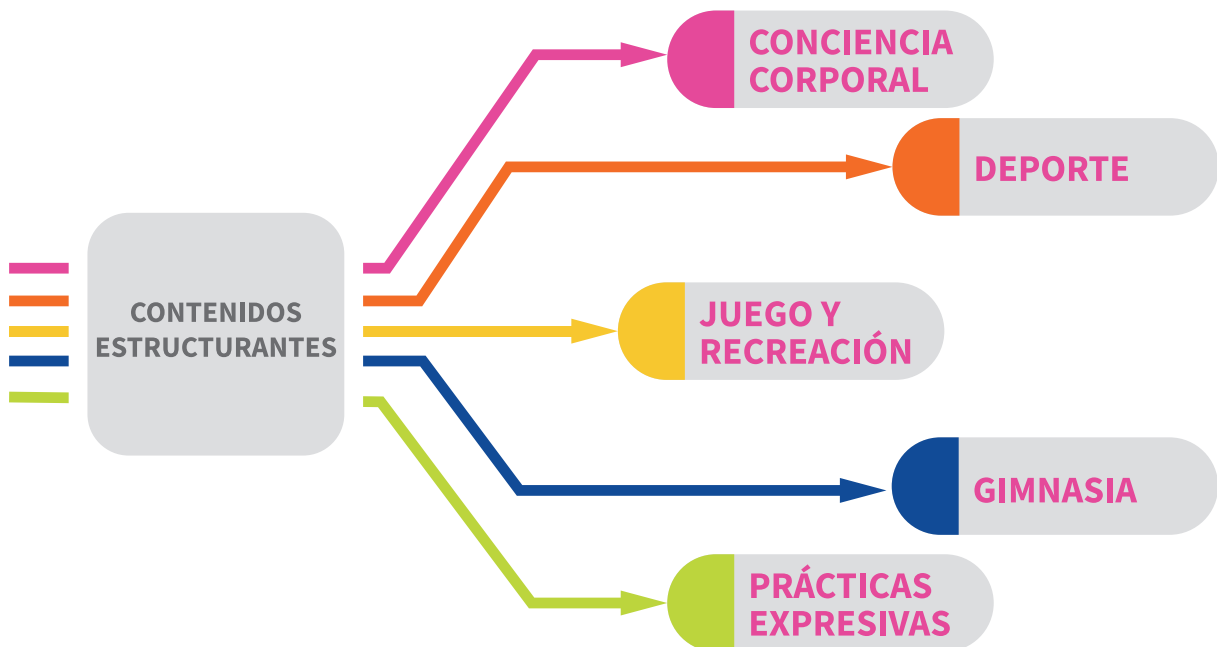 CONCIENCIA
CORPORAL
DEPORTE
CONTENIDOS
ESTRUCTURANTES
JUEGO Y
RECREACIÓN
GIMNASIA
PRÁCTICAS
EXPRESIVAS